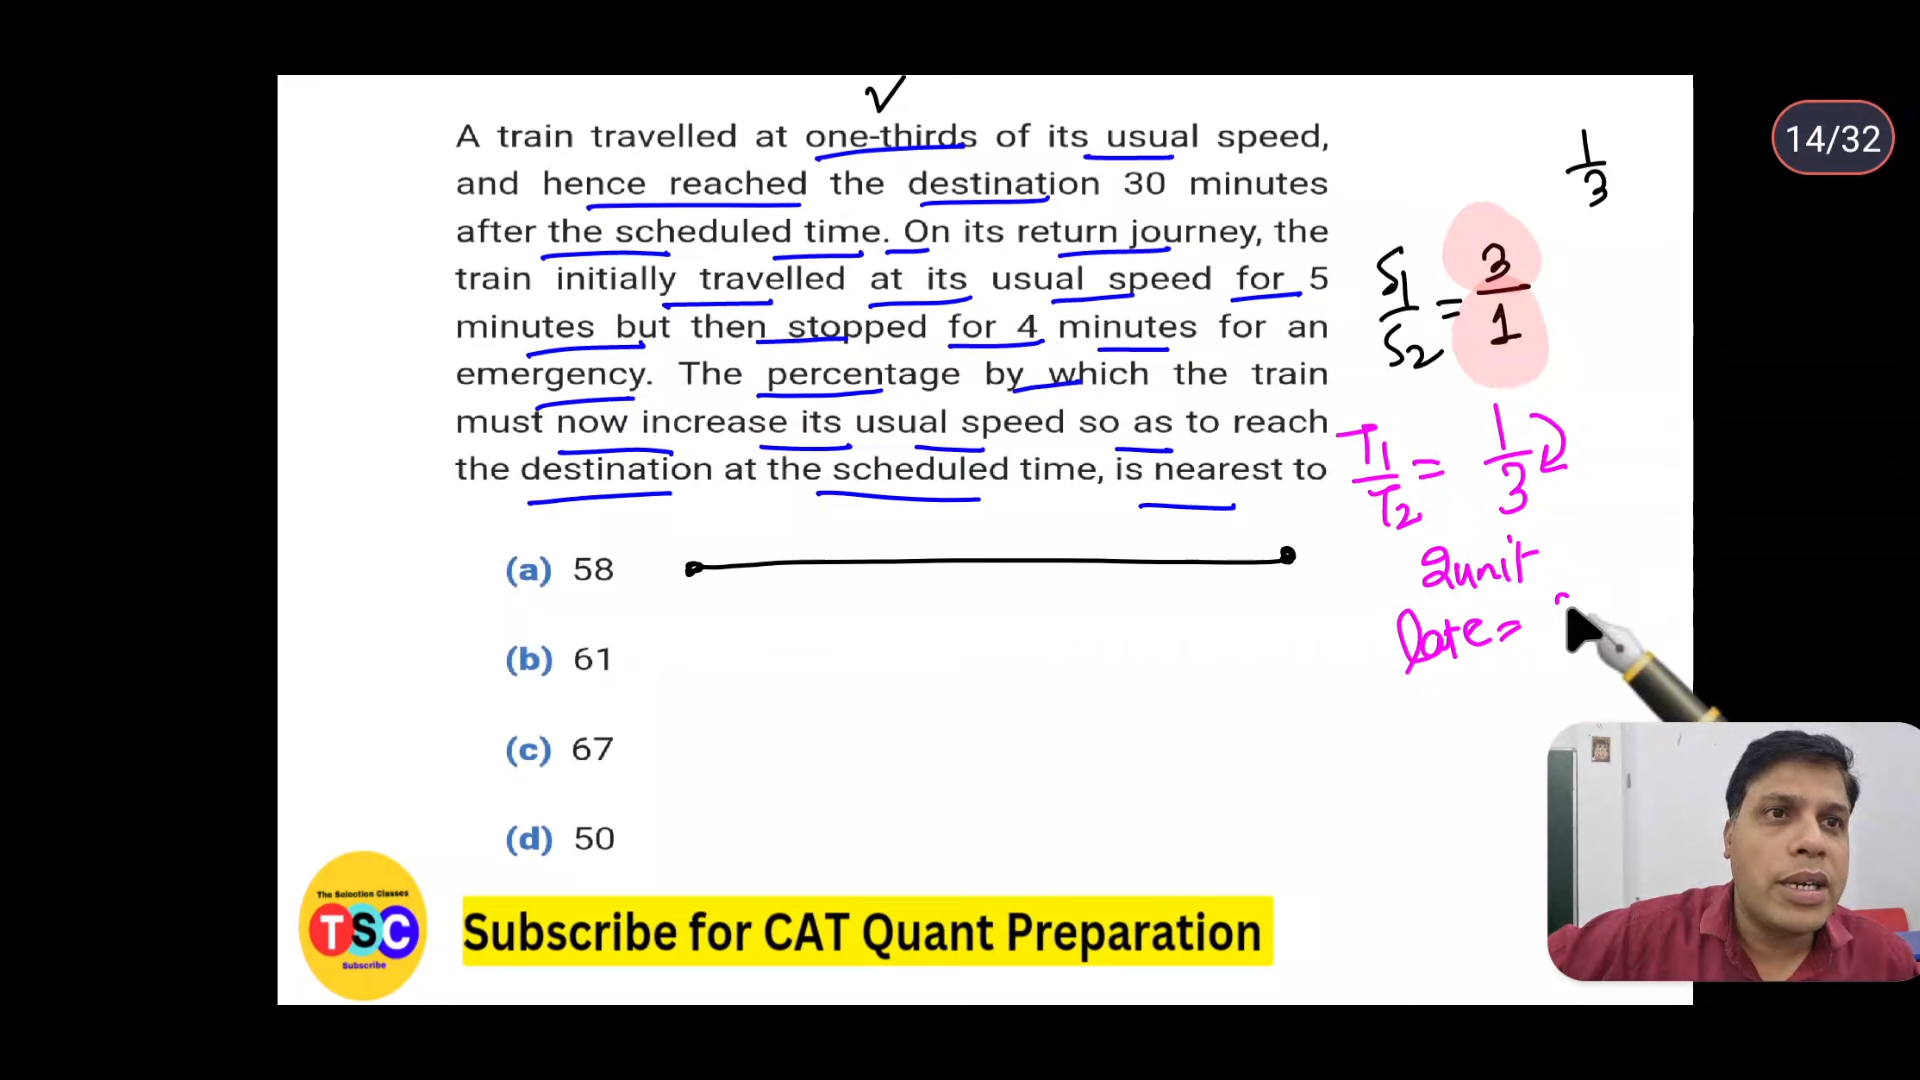 14/32
A train travelled at one-thirds of its usual speed,
and hence reached the destination 30 minutes
after the scheduled time. On its return journey, the
train initially travelled at its usual speed for 5
minutes but then stopped for 4 minutes for an
emergency. The percentage by which the train
must now increase its usual speed so as to reach
the destination at the scheduled time, is nearest to
1/3
S1/S2 = 3/1
T1/T2 = 1/3
2unit
late =
(a) 58
(b) 61
(c) 67
(d) 50
The Selection Classes
TSC
Subscribe
Subscribe for CAT Quant Preparation